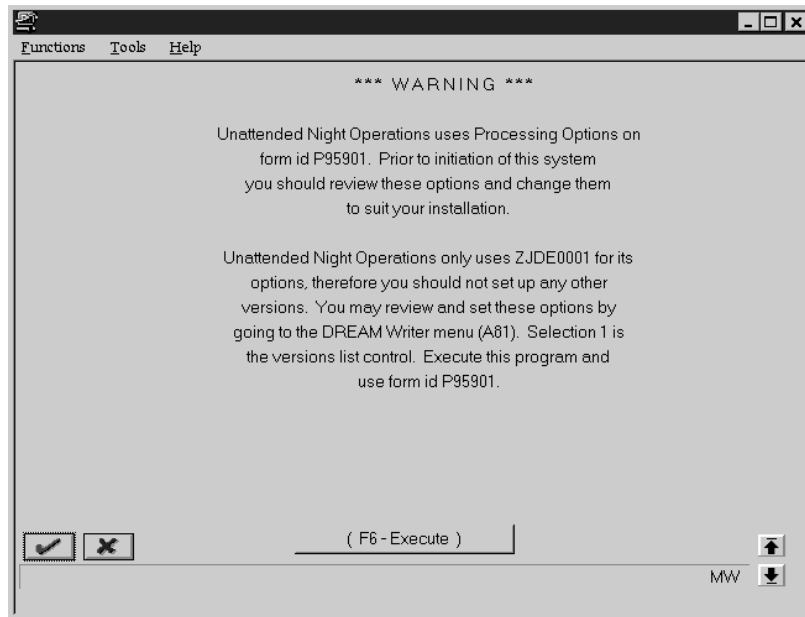 Functions Tools Help
*** WARNING ***
Unattended Night Operations uses Processing Options on
form id P95901. Prior to initiation of this system
you should review these options and change them
to suit your installation.
Unattended Night Operations only uses ZJDE0001 for its
options, therefore you should not set up any other
versions. You may review and set these options by
going to the DREAM Writer menu (A81). Selection 1 is
the versions list control. Execute this program and
use form id P95901.
( F6 - Execute )
MW